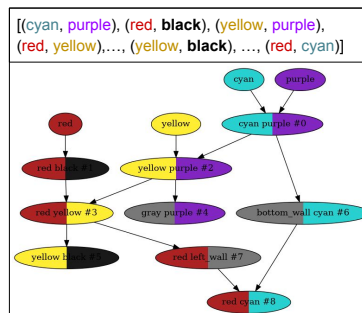 [(cyan, purple), (red, black), (yellow, purple),
(red, yellow),…, (yellow, black), …, (red, cyan)]
cyan purple
red yellow cyan purple #0
red black #1 yellow purple #2
red yellow #3 gray purple #4 bottom_wall cyan #6
yellow black #5 red left_wall #7
red cyan #8